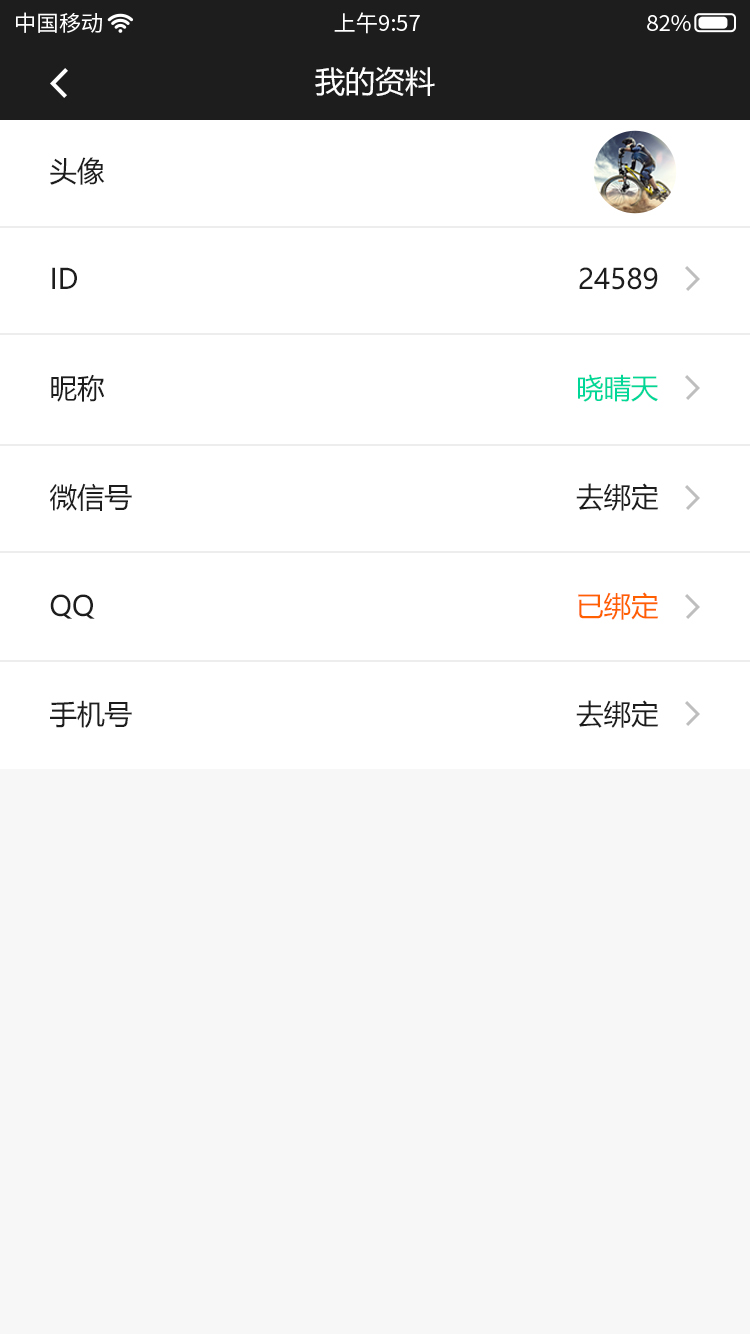 中国移动 上午9:57 82%
我的资料
头像
ID 24589
昵称 晓晴天
微信号 去绑定
QQ 已绑定
手机号 去绑定